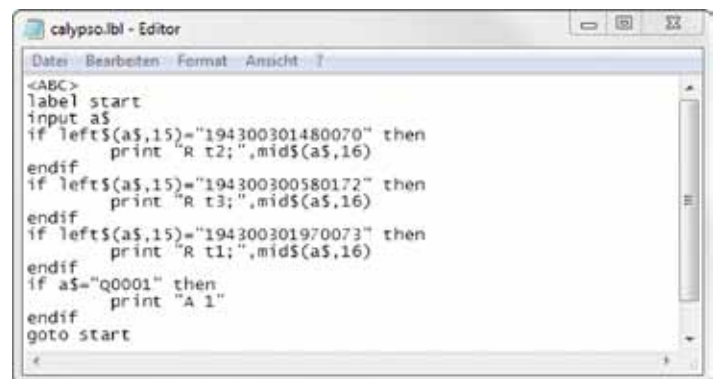 calypso.lbl - Editor
Datei Bearbeiten Format Ansicht ?
<ABC>
label start
input a$
if left$(a$,15)="194300301480070" then
print "R t2;",mid$(a$,16)
endif
if left$(a$,15)="194300300580172" then
print "R t3;",mid$(a$,16)
endif
if left$(a$,15)="194300301970073" then
print "R t1;",mid$(a$,16)
endif
if a$="Q0001" then
print "A 1"
endif
goto start